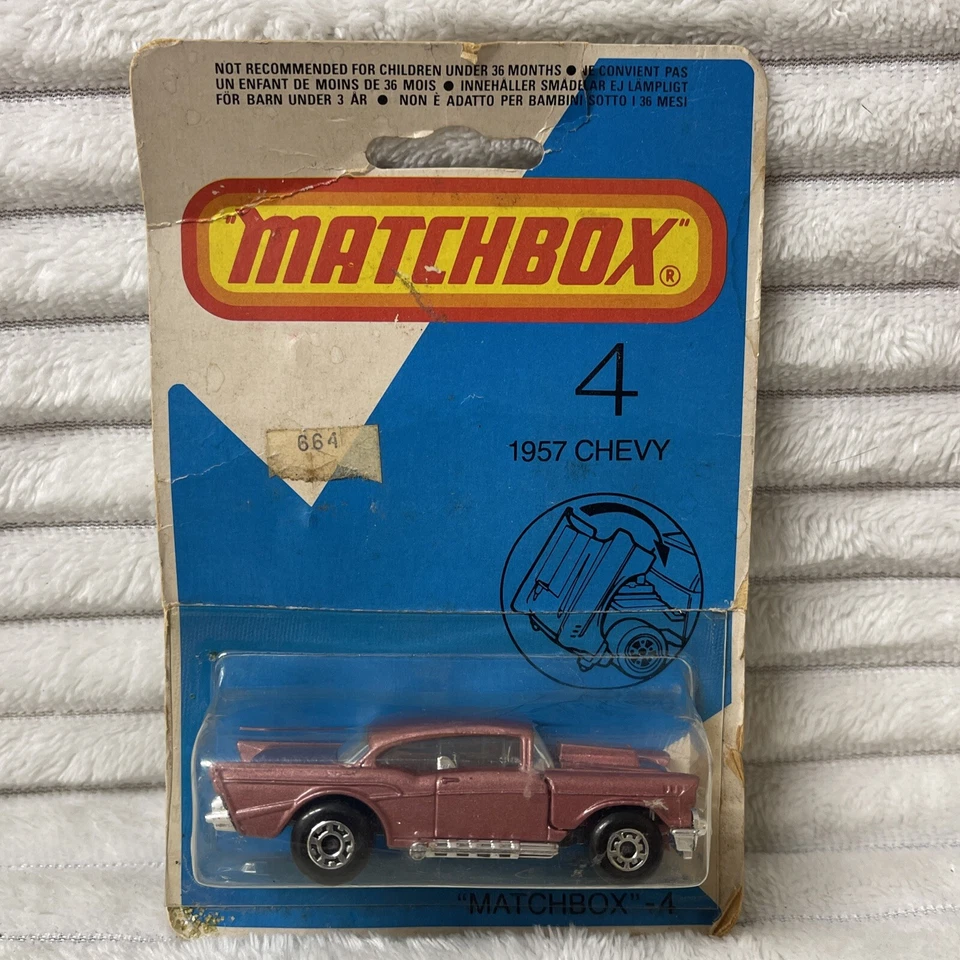 NOT RECOMMENDED FOR CHILDREN UNDER 36 MONTHS ● NE CONVIENT PAS
UN ENFANT DE MOINS DE 36 MOIS ● INNEHÅLLER SMÅDELAR EJ LÄMPLIGT
FÖR BARN UNDER 3 ÅR ● NON È ADATTO PER BAMBINI SOTTO I 36 MESI
"MATCHBOX"®
4
1957 CHEVY
664
"MATCHBOX"-4